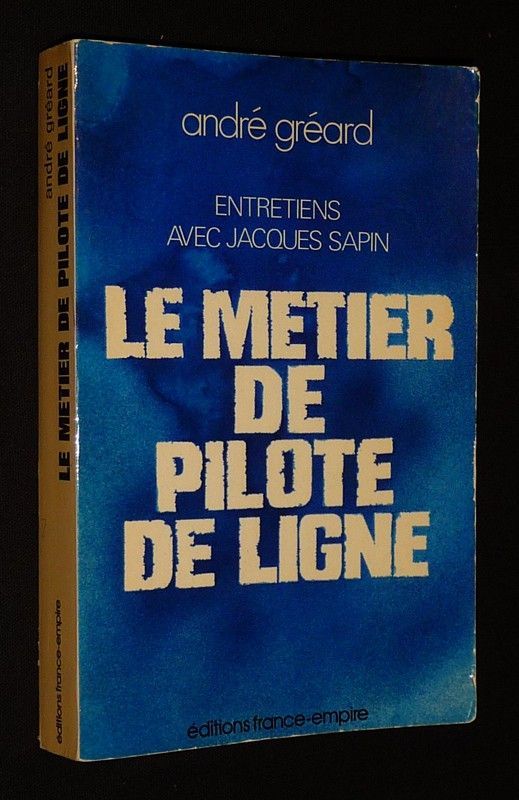 andré gréard
ENTRETIENS
AVEC JACQUES SAPIN
LE METIER
DE
PILOTE
DE LIGNE
éditions france-empire
andré gréard
LE METIER DE PILOTE DE LIGNE
éditions france-empire